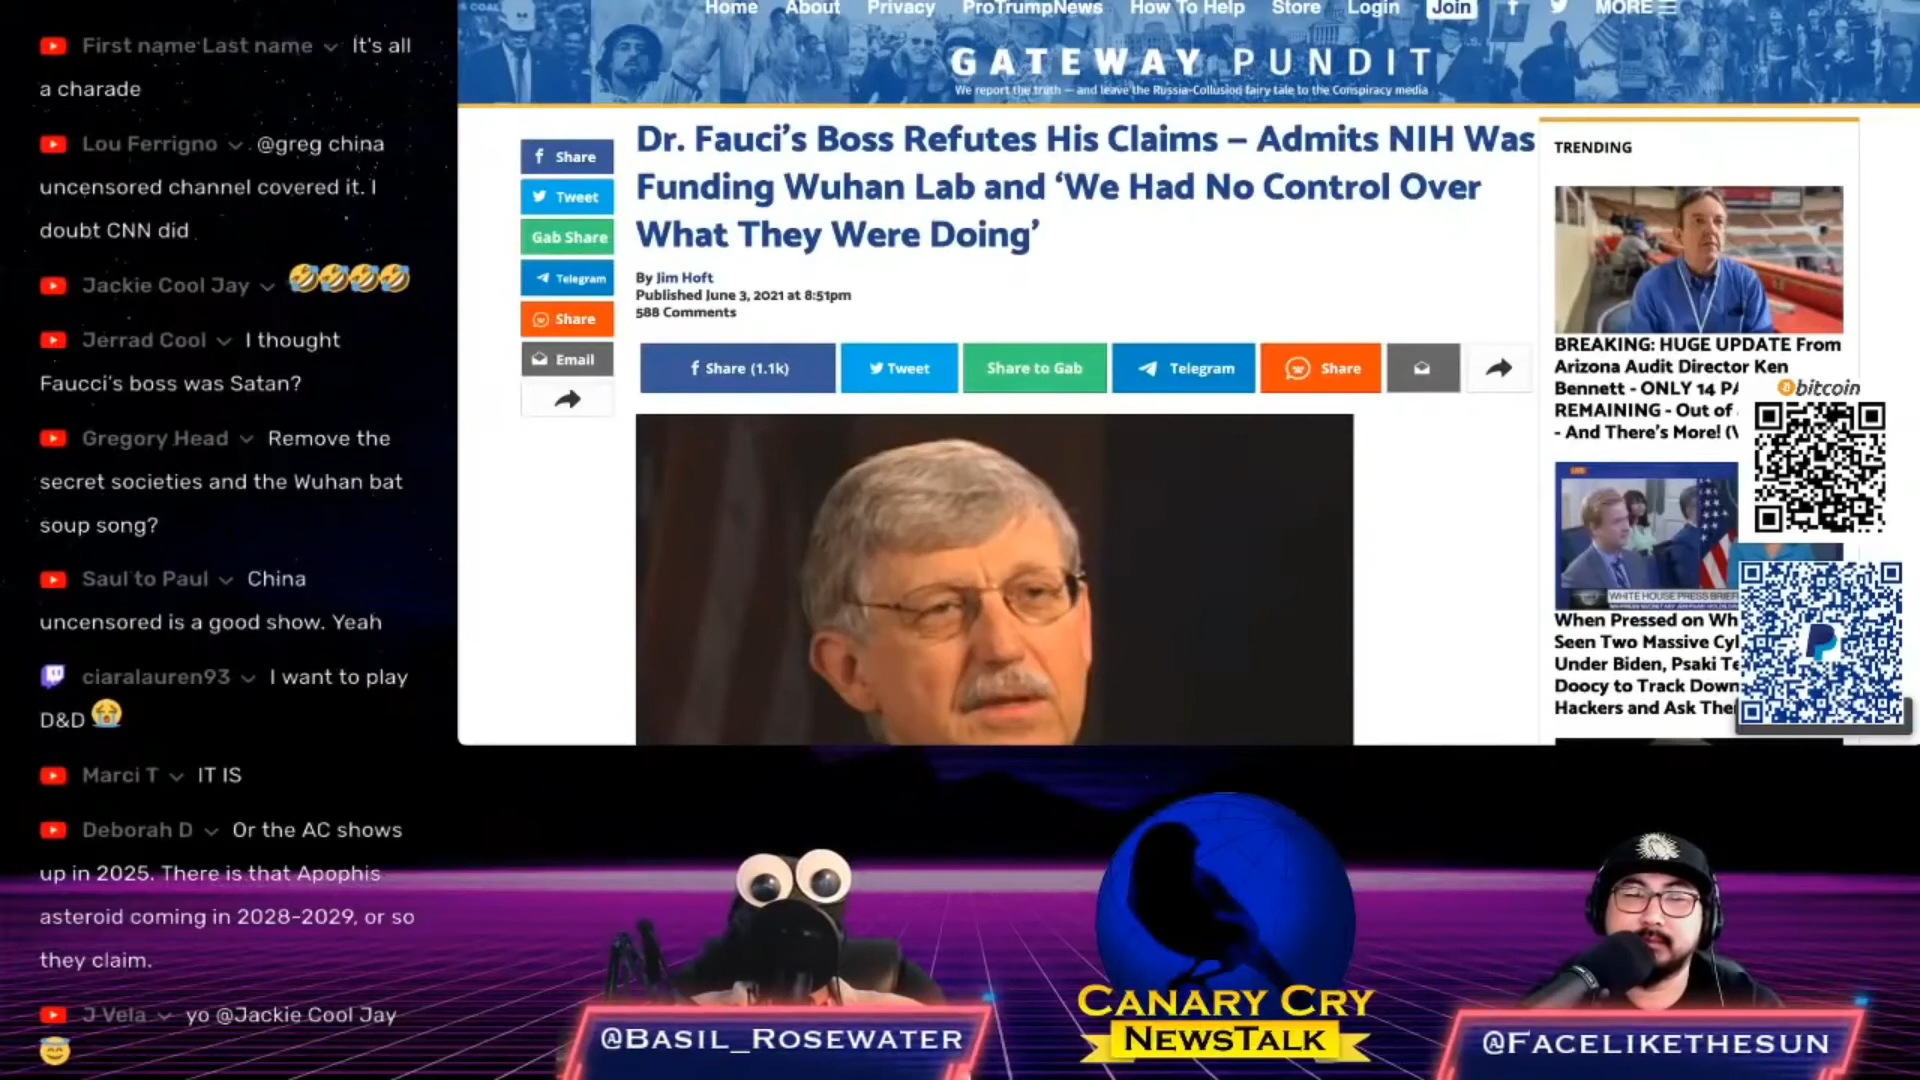 First name Last name It's all
a charade
Lou Ferrigno @greg china
uncensored channel covered it. I
doubt CNN did
Jackie Cool Jay 🤣🤣🤣🤣
Jerrad Cool I thought
Faucci's boss was Satan?
Gregory Head Remove the
secret societies and the Wuhan bat
soup song?
Saul to Paul China
uncensored is a good show. Yeah
ciaralauren93 I want to play
D&D 😭
Marci T IT IS
Deborah D Or the AC shows
up in 2025. There is that Apophis
asteroid coming in 2028-2029, or so
they claim.
J Vela yo @Jackie Cool Jay
😇
Home About Privacy ProTrumpNews How To Help Store Login Join MORE
GATEWAY PUNDIT
We report the truth — and leave the Russia-Collusion fairy tale to the Conspiracy media
Share
Tweet
Gab Share
Telegram
Share
Email
Dr. Fauci's Boss Refutes His Claims – Admits NIH Was
Funding Wuhan Lab and 'We Had No Control Over
What They Were Doing'
By Jim Hoft
Published June 3, 2021 at 8:51pm
588 Comments
Share (1.1k) Tweet Share to Gab Telegram Share
TRENDING
BREAKING: HUGE UPDATE From
Arizona Audit Director Ken
Bennett - ONLY 14 PA
REMAINING - Out of
- And There's More! (V
bitcoin
LIVE
WHITE HOUSE PRESS BRIEF
When Pressed on Wh
Seen Two Massive Cy
Under Biden, Psaki Te
Doocy to Track Down
Hackers and Ask The
@BASIL_ROSEWATER
CANARY CRY
NEWSTALK
@FACELIKETHESUN